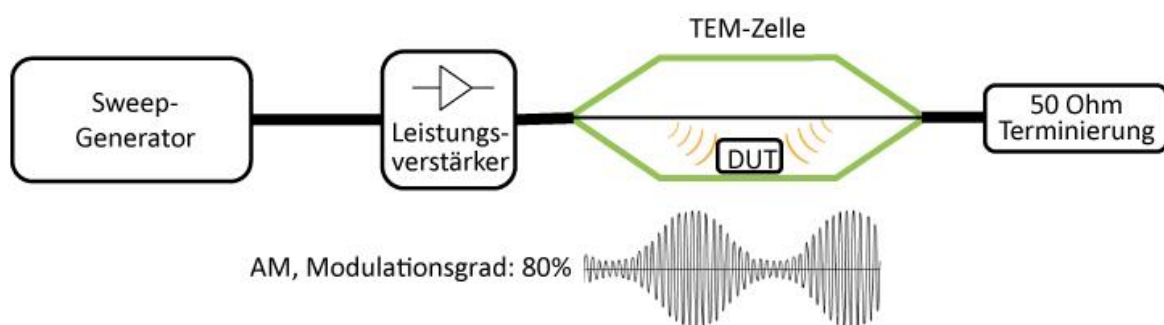 TEM-Zelle
Sweep-
Generator
Leistungs-
verstärker
DUT
50 Ohm
Terminierung
AM, Modulationsgrad: 80%